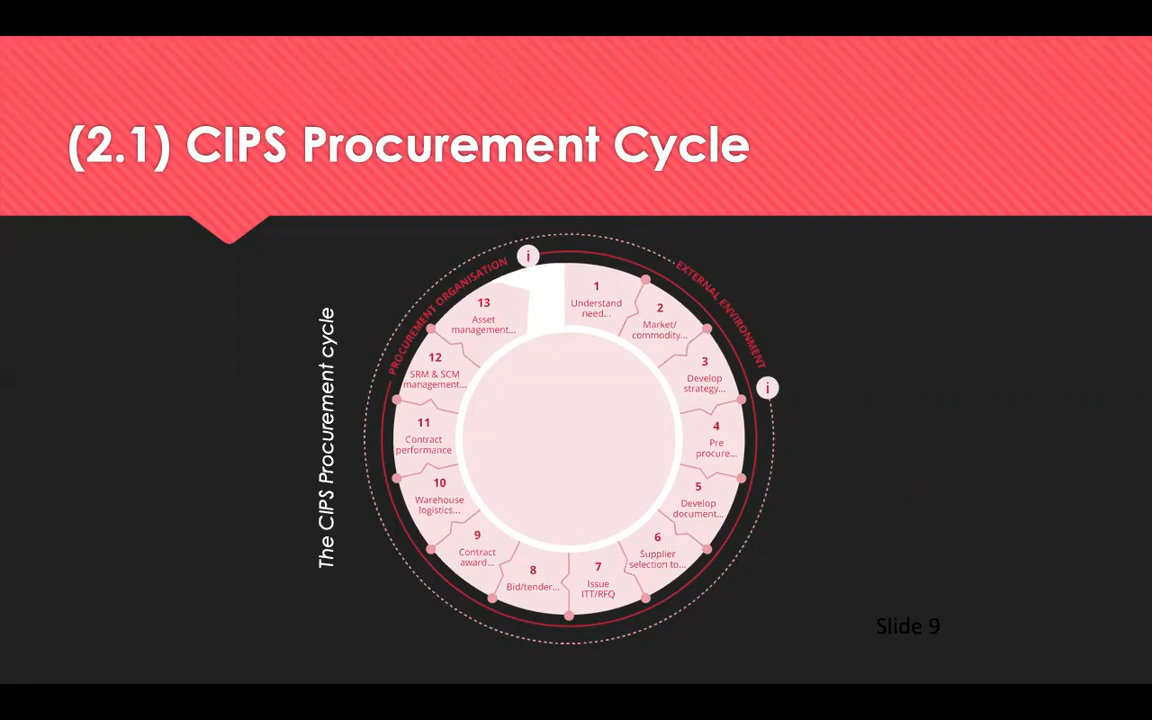 (2.1) CIPS Procurement Cycle
The CIPS Procurement cycle
PROCUREMENT ORGANISATION
i
EXTERNAL ENVIRONMENT
i
1
Understand
need...
2
Market/
commodity...
3
Develop
strategy...
4
Pre
procure...
5
Develop
document...
6
Supplier
selection to...
7
Issue
ITT/RFQ
8
Bid/tender...
9
Contract
award...
10
Warehouse
logistics...
11
Contract
performance
12
SRM & SCM
management...
13
Asset
management...
Slide 9